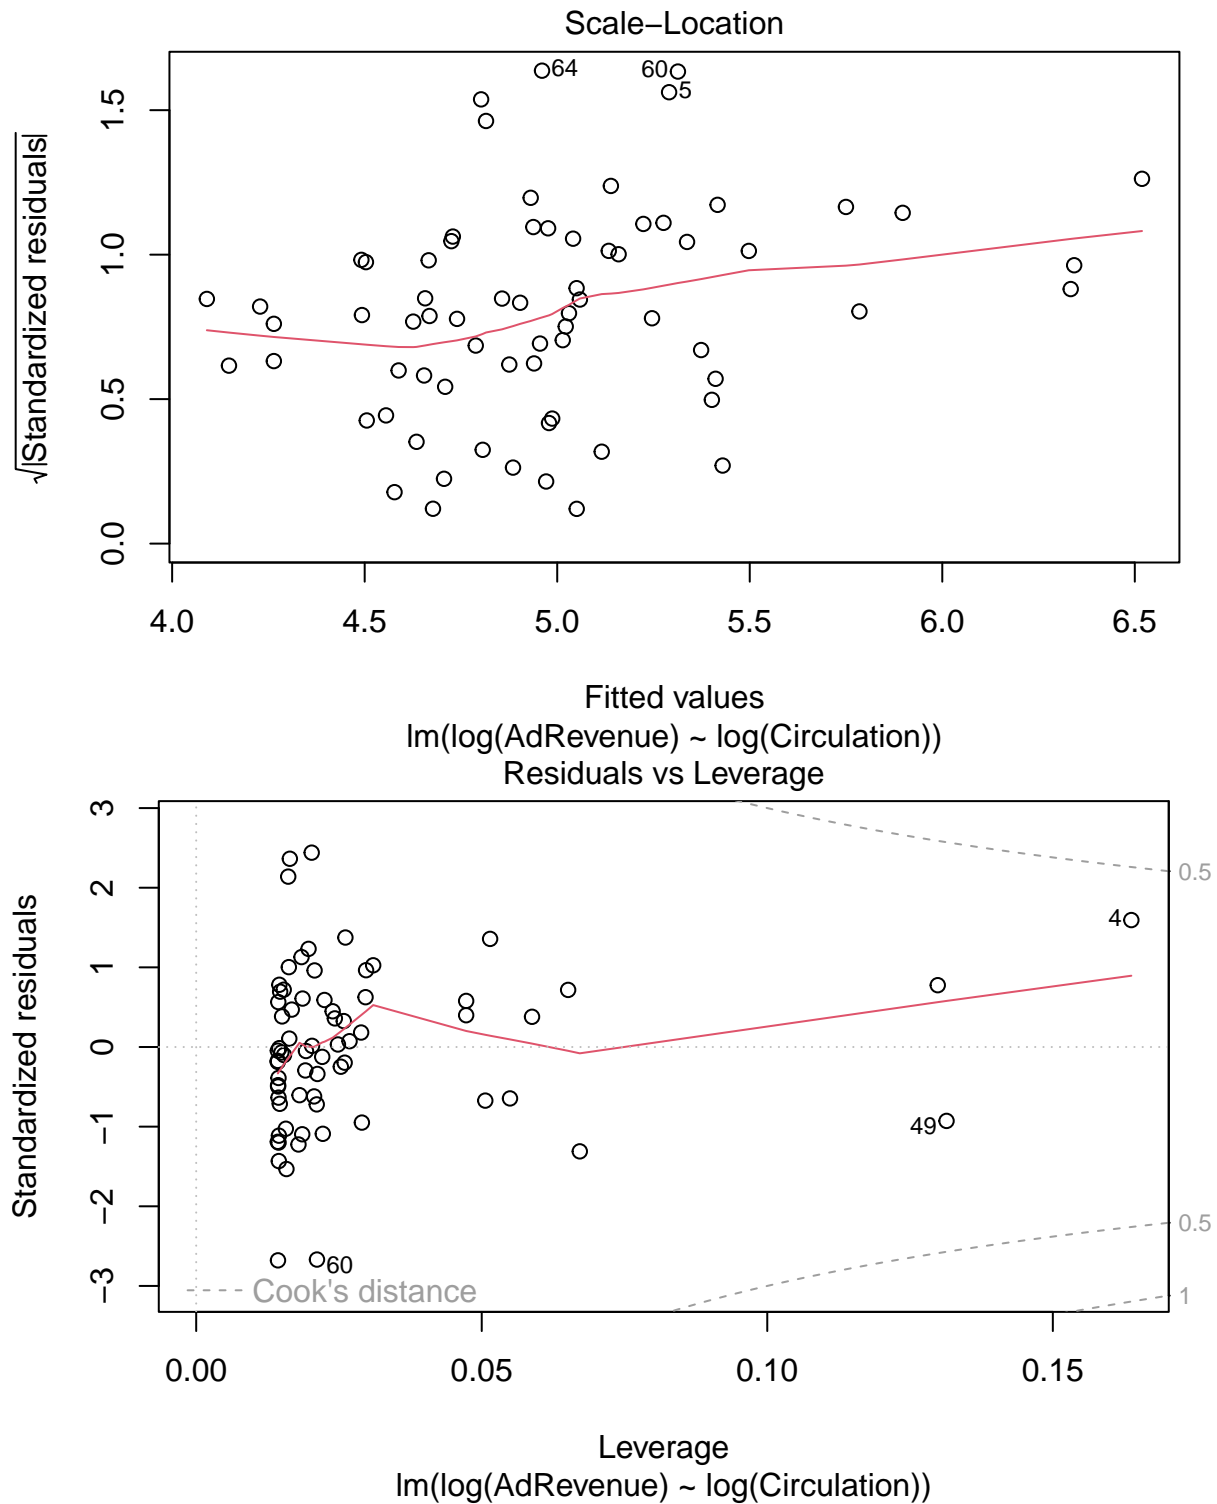 Scale−Location
√|Standardized residuals|
0.0 0.5 1.0 1.5
64
60
5
4.0 4.5 5.0 5.5 6.0 6.5
Fitted values
lm(log(AdRevenue) ~ log(Circulation))
Residuals vs Leverage
Standardized residuals
−3 −2 −1 0 1 2 3
0.5
4
49
0.5
60
Cook's distance
1
0.00 0.05 0.10 0.15
Leverage
lm(log(AdRevenue) ~ log(Circulation))